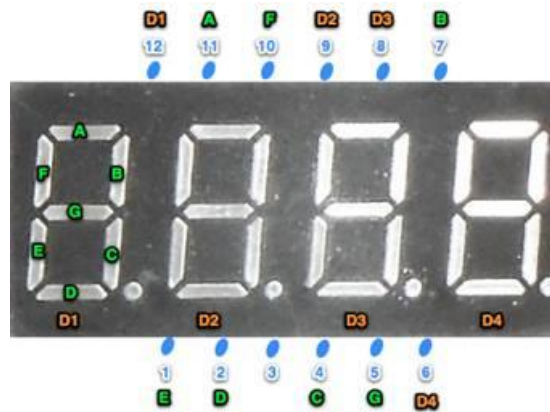 D1 A F D2 D3 B
12 11 10 9 8 7
A
F B
G
E C
D
D1 D2 D3 D4
1 2 3 4 5 6
E D C G D4